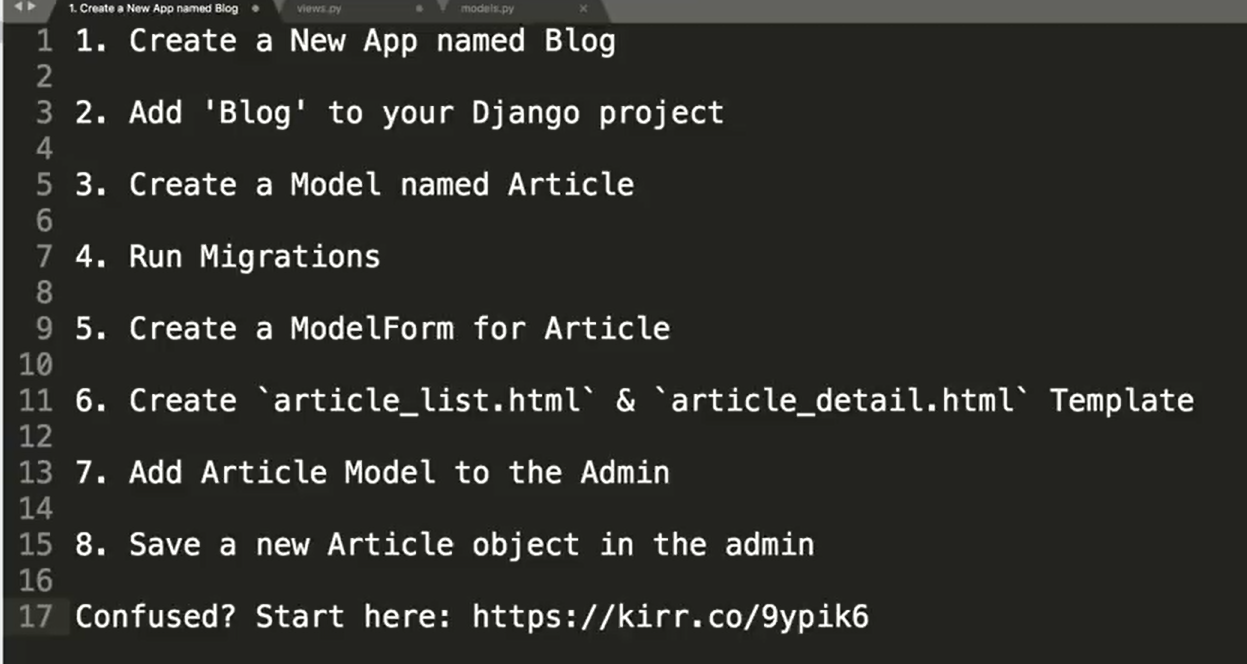 1. Create a New App named Blog
views.py
models.py
1 1. Create a New App named Blog
2
3 2. Add 'Blog' to your Django project
4
5 3. Create a Model named Article
6
7 4. Run Migrations
8
9 5. Create a ModelForm for Article
10
11 6. Create `article_list.html` & `article_detail.html` Template
12
13 7. Add Article Model to the Admin
14
15 8. Save a new Article object in the admin
16
17 Confused? Start here: https://kirr.co/9ypik6